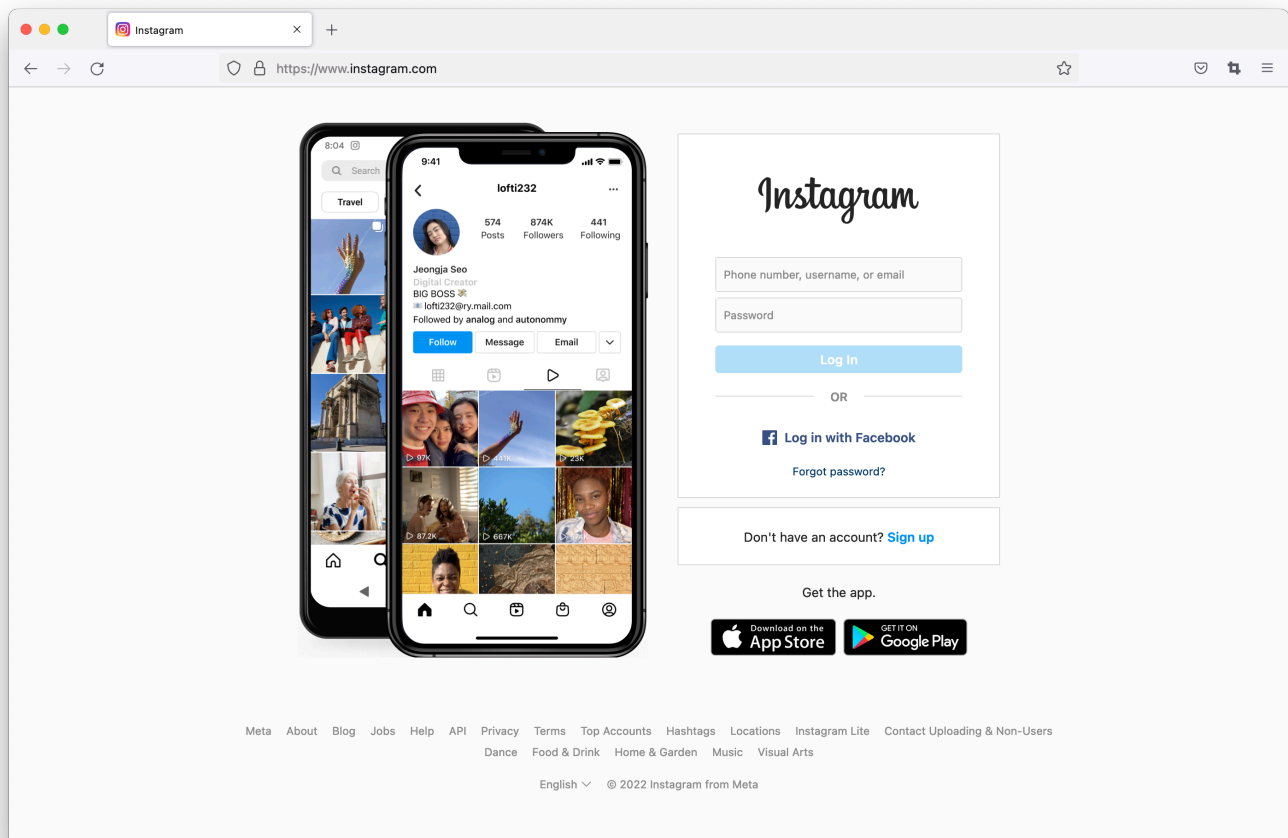 Instagram
https://www.instagram.com
8:04
Search
Travel
9:41
lofti232
574 874K 441
Posts Followers Following
Jeongja Seo
Digital Creator
BIG BOSS
lofti232@ry.mail.com
Followed by analog and autonommy
Follow Message Email
97K 441K 23K
87.2K 667K
Instagram
Phone number, username, or email
Password
Log In
OR
Log in with Facebook
Forgot password?
Don't have an account? Sign up
Get the app.
Download on the
App Store
GET IT ON
Google Play
Meta About Blog Jobs Help API Privacy Terms Top Accounts Hashtags Locations Instagram Lite Contact Uploading & Non-Users
Dance Food & Drink Home & Garden Music Visual Arts
English © 2022 Instagram from Meta